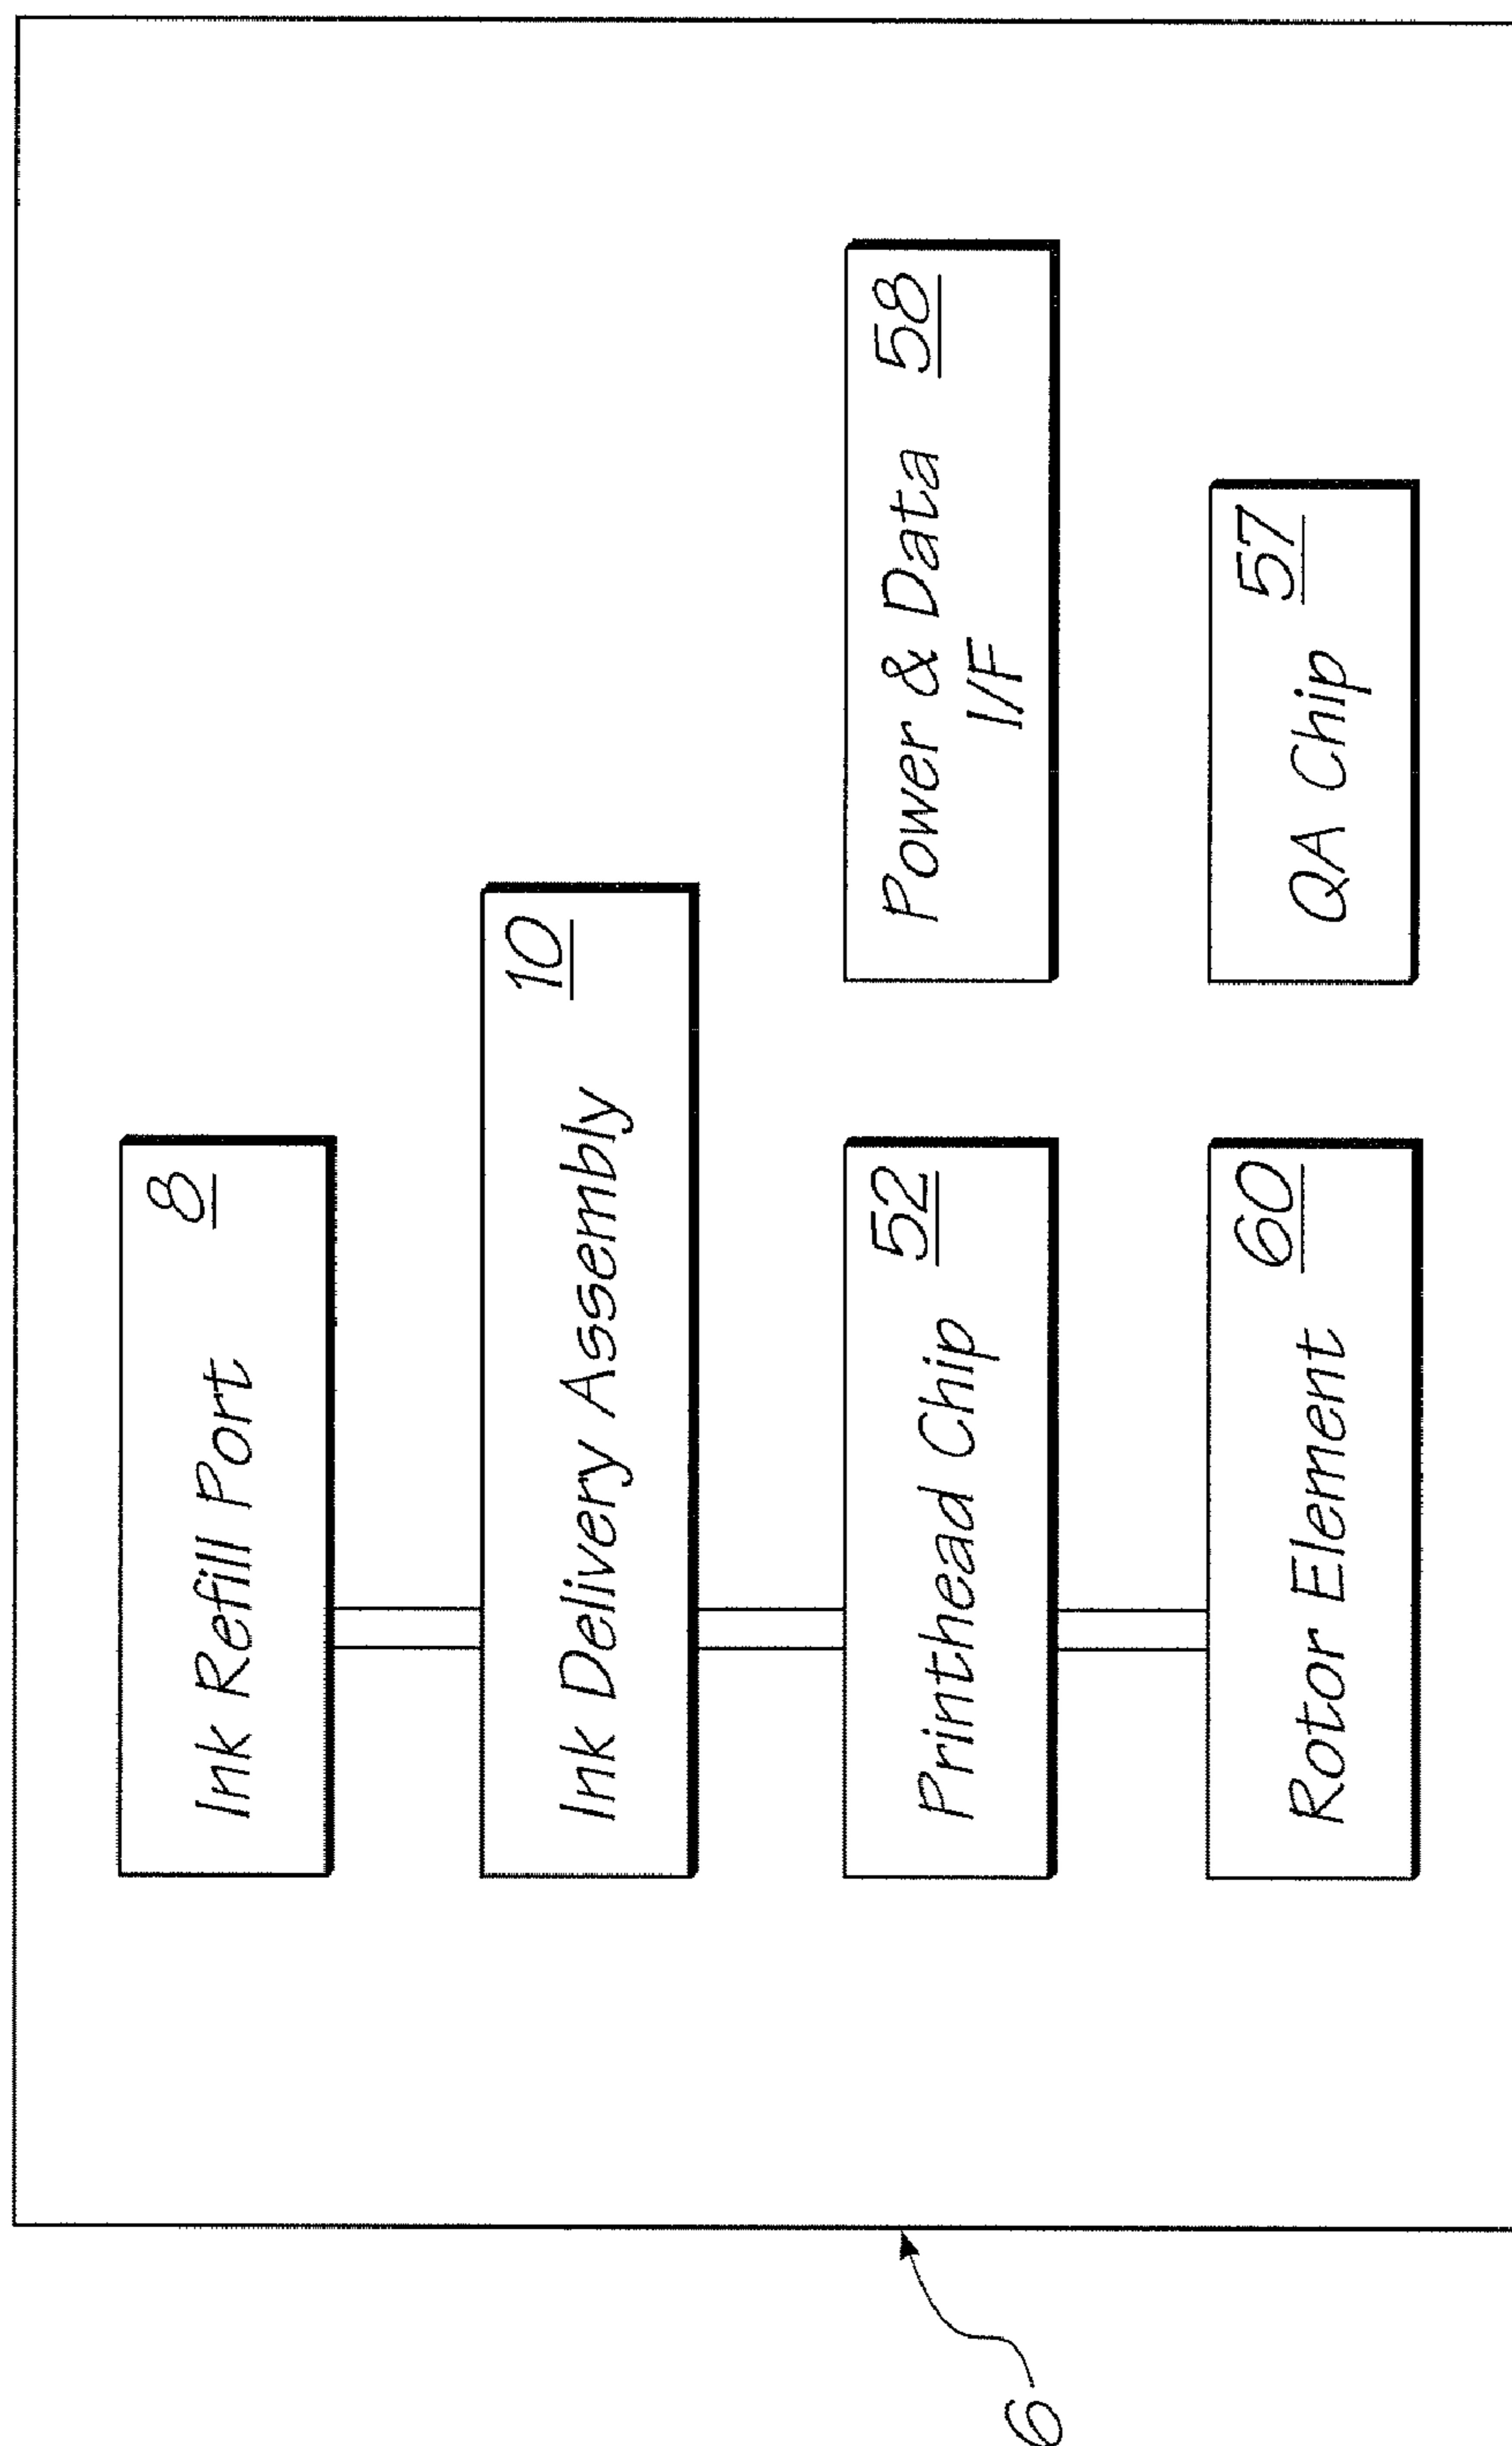 Ink Refill Port 8
Ink Delivery Assembly 10
Printhead Chip 52
Power & Data 58
I/F
Rotor Element 60
QA Chip 57
6